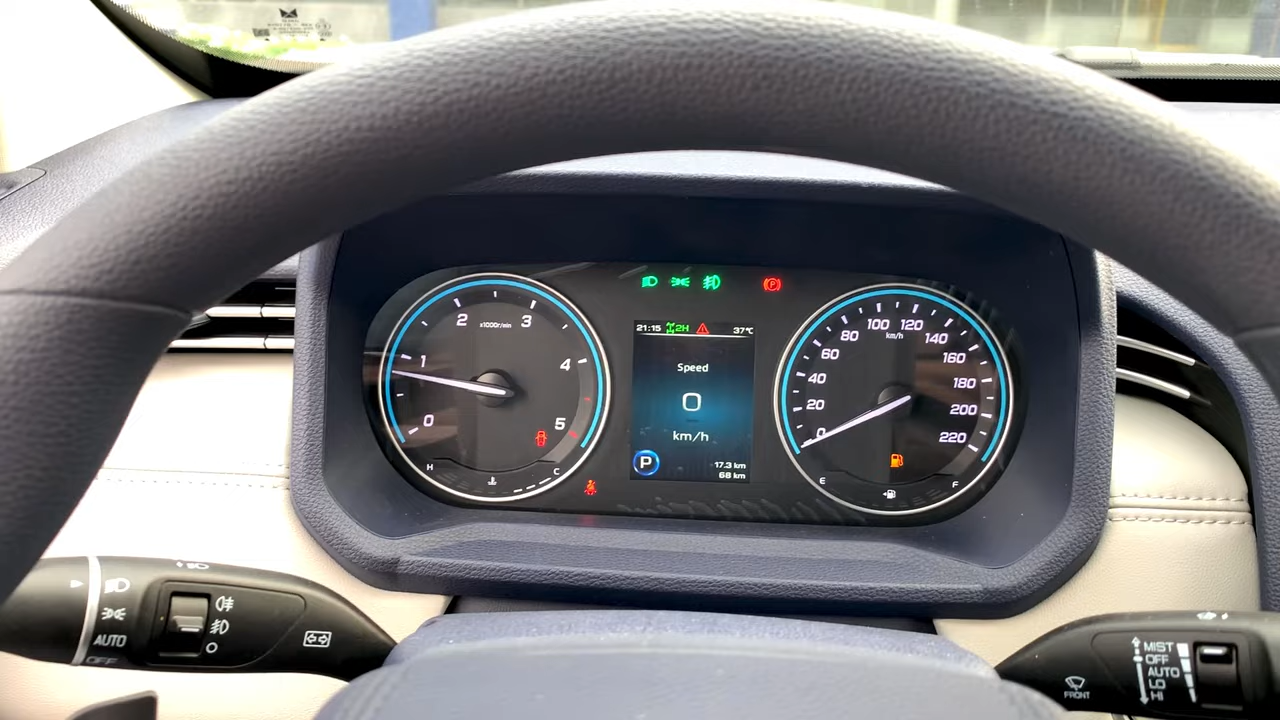 2
x1000r/min
3
1
4
0
5
H
C
21:15
2H
37°C
Speed
0
km/h
P
17.3 km
68 km
100
120
80
km/h
140
60
160
40
180
20
200
0
220
E
F
AUTO
OFF
FRONT
MIST
OFF
AUTO
LO
HI